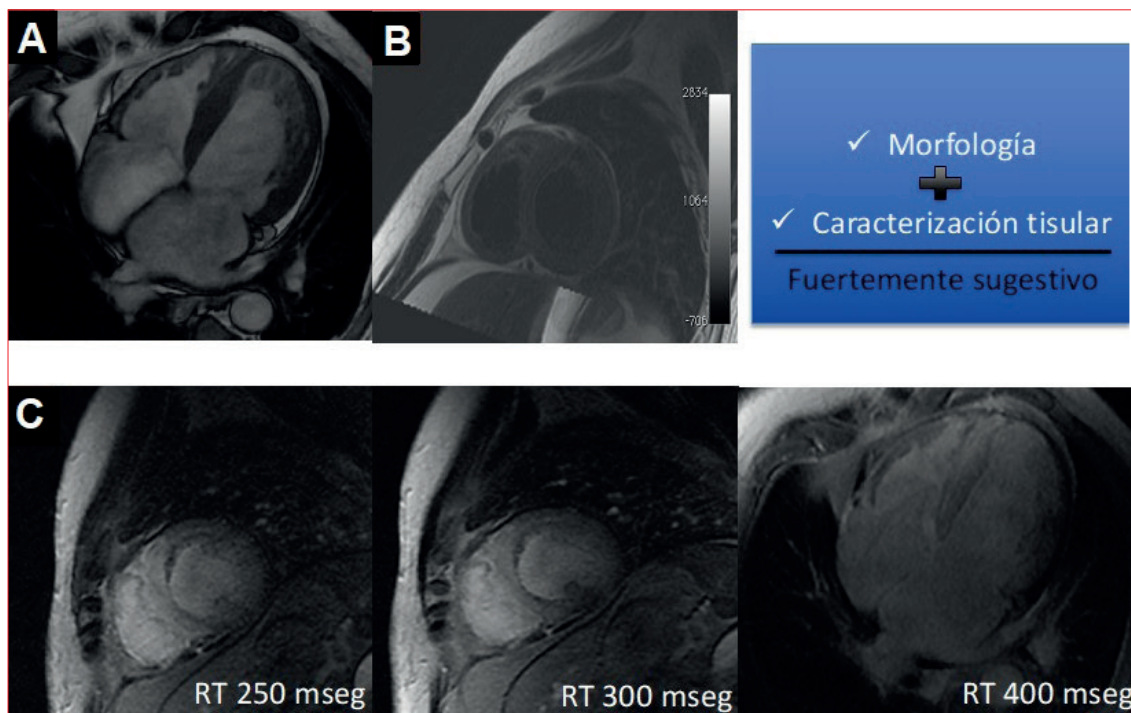 A
B
2834
1064
-706
✓ Morfología
✓ Caracterización tisular
Fuertemente sugestivo
C
RT 250 mseg
RT 300 mseg
RT 400 mseg